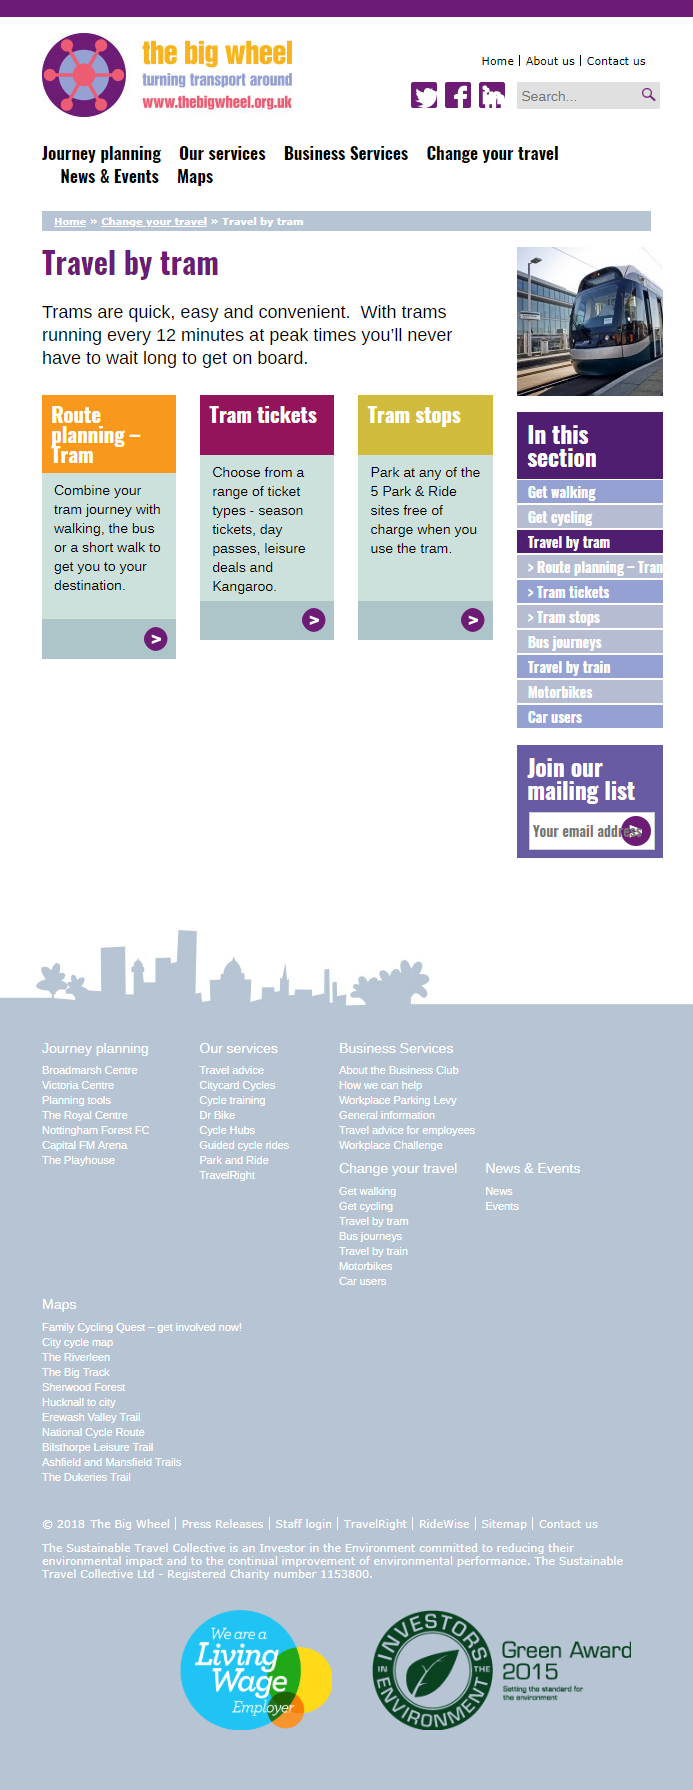 the big wheel
turning transport around
www.thebigwheel.org.uk
Home | About us | Contact us
Search...
Journey planning Our services Business Services Change your travel
News & Events Maps
Home » Change your travel » Travel by tram
Travel by tram
Trams are quick, easy and convenient.  With trams
running every 12 minutes at peak times you’ll never
have to wait long to get on board.
Route
planning –
Tram
Combine your
tram journey with
walking, the bus
or a short walk to
get you to your
destination.
>
Tram tickets
Choose from a
range of ticket
types - season
tickets, day
passes, leisure
deals and
Kangaroo.
>
Tram stops
Park at any of the
5 Park & Ride
sites free of
charge when you
use the tram.
>
In this
section
Get walking
Get cycling
Travel by tram
> Route planning – Tram
> Tram tickets
> Tram stops
Bus journeys
Travel by train
Motorbikes
Car users
Join our
mailing list
Your email address
Journey planning
Broadmarsh Centre
Victoria Centre
Planning tools
The Royal Centre
Nottingham Forest FC
Capital FM Arena
The Playhouse
Our services
Travel advice
Citycard Cycles
Cycle training
Dr Bike
Cycle Hubs
Guided cycle rides
Park and Ride
TravelRight
Business Services
About the Business Club
How we can help
Workplace Parking Levy
General information
Travel advice for employees
Workplace Challenge
Change your travel
Get walking
Get cycling
Travel by tram
Bus journeys
Travel by train
Motorbikes
Car users
News & Events
News
Events
Maps
Family Cycling Quest – get involved now!
City cycle map
The Riverleen
The Big Track
Sherwood Forest
Hucknall to city
Erewash Valley Trail
National Cycle Route
Bilsthorpe Leisure Trail
Ashfield and Mansfield Trails
The Dukeries Trail
© 2018 The Big Wheel | Press Releases | Staff login | TravelRight | RideWise | Sitemap | Contact us
The Sustainable Travel Collective is an Investor in the Environment committed to reducing their
environmental impact and to the continual improvement of environmental performance. The Sustainable
Travel Collective Ltd - Registered Charity number 1153800.
We are a
Living
Wage
Employer
INVESTORS
IN THE
ENVIRONMENT
Green Award
2015
Setting the standard for
the environment